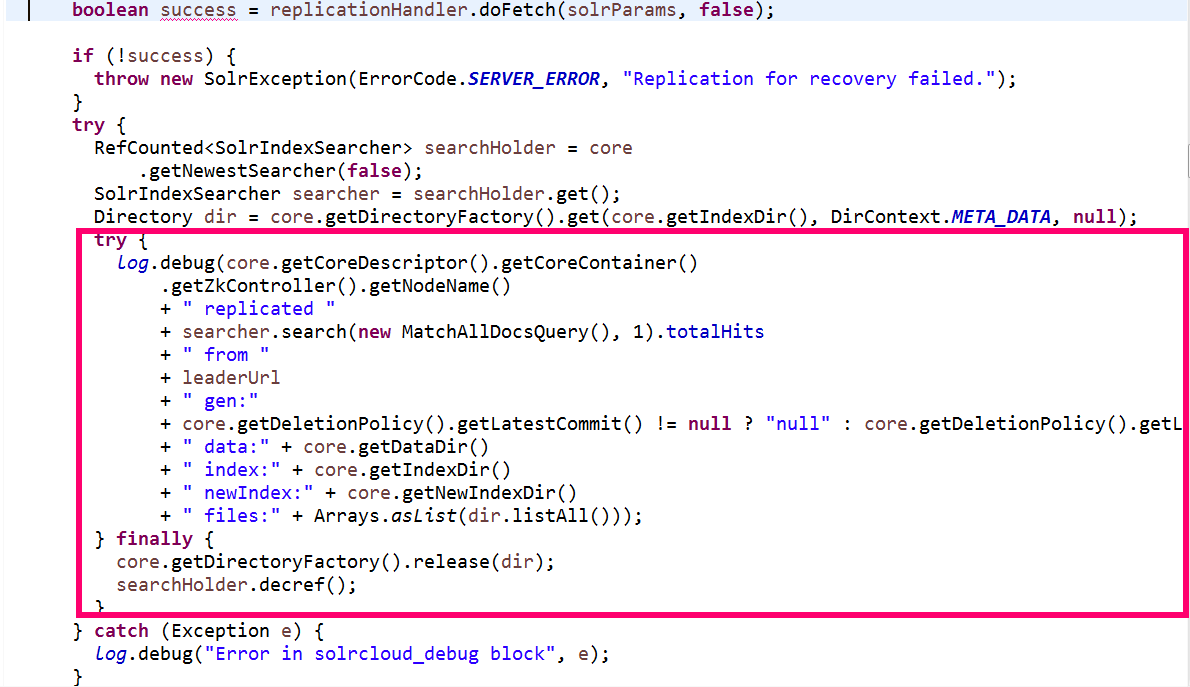 boolean success = replicationHandler.doFetch(solrParams, false);
if (!success) {
throw new SolrException(ErrorCode.SERVER_ERROR, "Replication for recovery failed.");
}
try {
RefCounted<SolrIndexSearcher> searchHolder = core
.getNewestSearcher(false);
SolrIndexSearcher searcher = searchHolder.get();
Directory dir = core.getDirectoryFactory().get(core.getIndexDir(), DirContext.META_DATA, null);
try {
log.debug(core.getCoreDescriptor().getCoreContainer()
.getZkController().getNodeName()
+ " replicated "
+ searcher.search(new MatchAllDocsQuery(), 1).totalHits
+ " from "
+ leaderUrl
+ " gen:"
+ core.getDeletionPolicy().getLatestCommit() != null ? "null" : core.getDeletionPolicy().getL
+ " data:" + core.getDataDir()
+ " index:" + core.getIndexDir()
+ " newIndex:" + core.getNewIndexDir()
+ " files:" + Arrays.asList(dir.listAll()));
} finally {
core.getDirectoryFactory().release(dir);
searchHolder.decref();
}
} catch (Exception e) {
log.debug("Error in solrcloud_debug block", e);
}